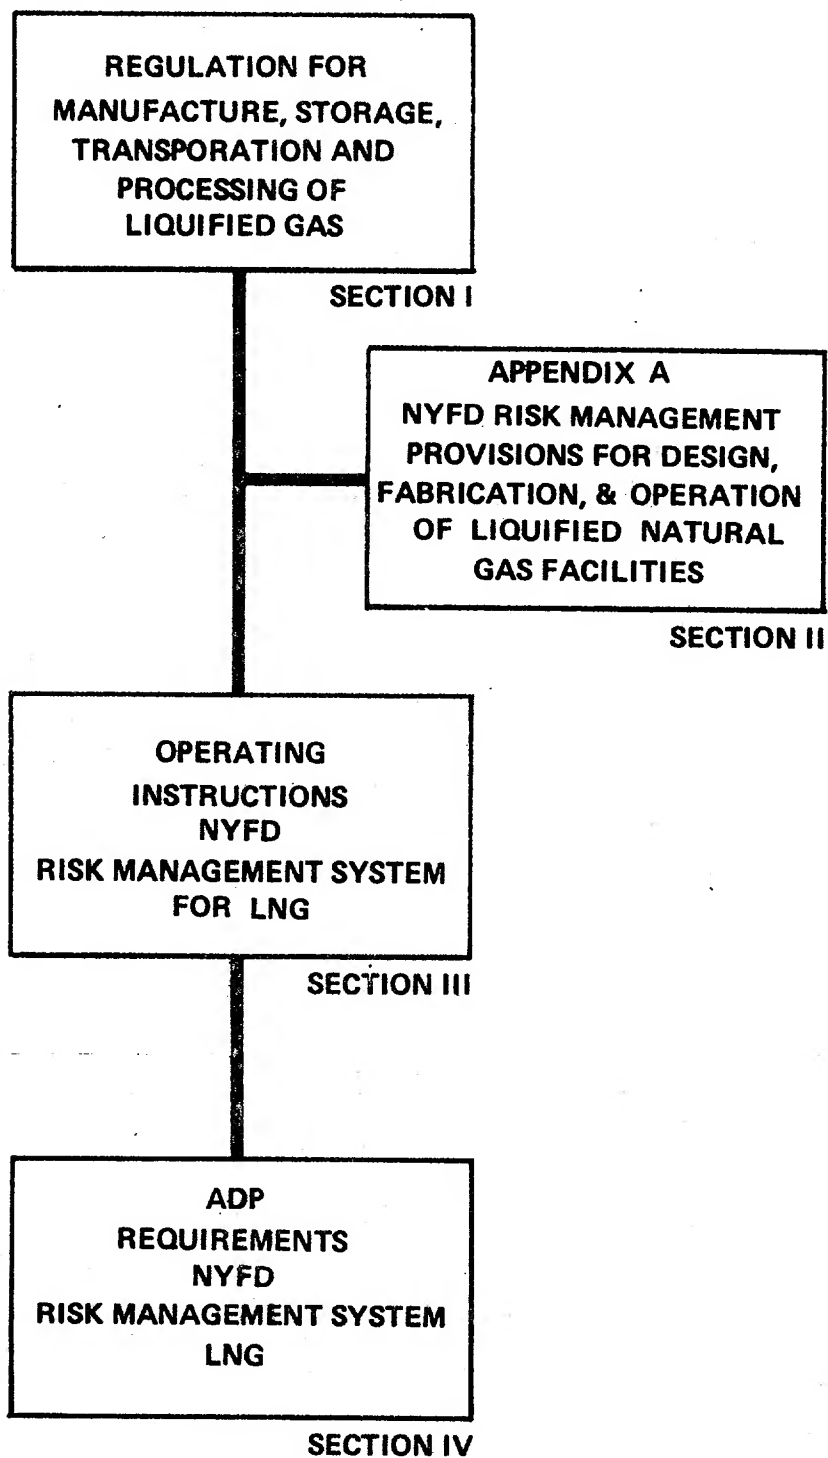 REGULATION FOR
MANUFACTURE, STORAGE,
TRANSPORATION AND
PROCESSING OF
LIQUIFIED GAS
SECTION I
APPENDIX A
NYFD RISK MANAGEMENT
PROVISIONS FOR DESIGN,
FABRICATION, & OPERATION
OF LIQUIFIED NATURAL
GAS FACILITIES
SECTION II
OPERATING
INSTRUCTIONS
NYFD
RISK MANAGEMENT SYSTEM
FOR LNG
SECTION III
ADP
REQUIREMENTS
NYFD
RISK MANAGEMENT SYSTEM
LNG
SECTION IV